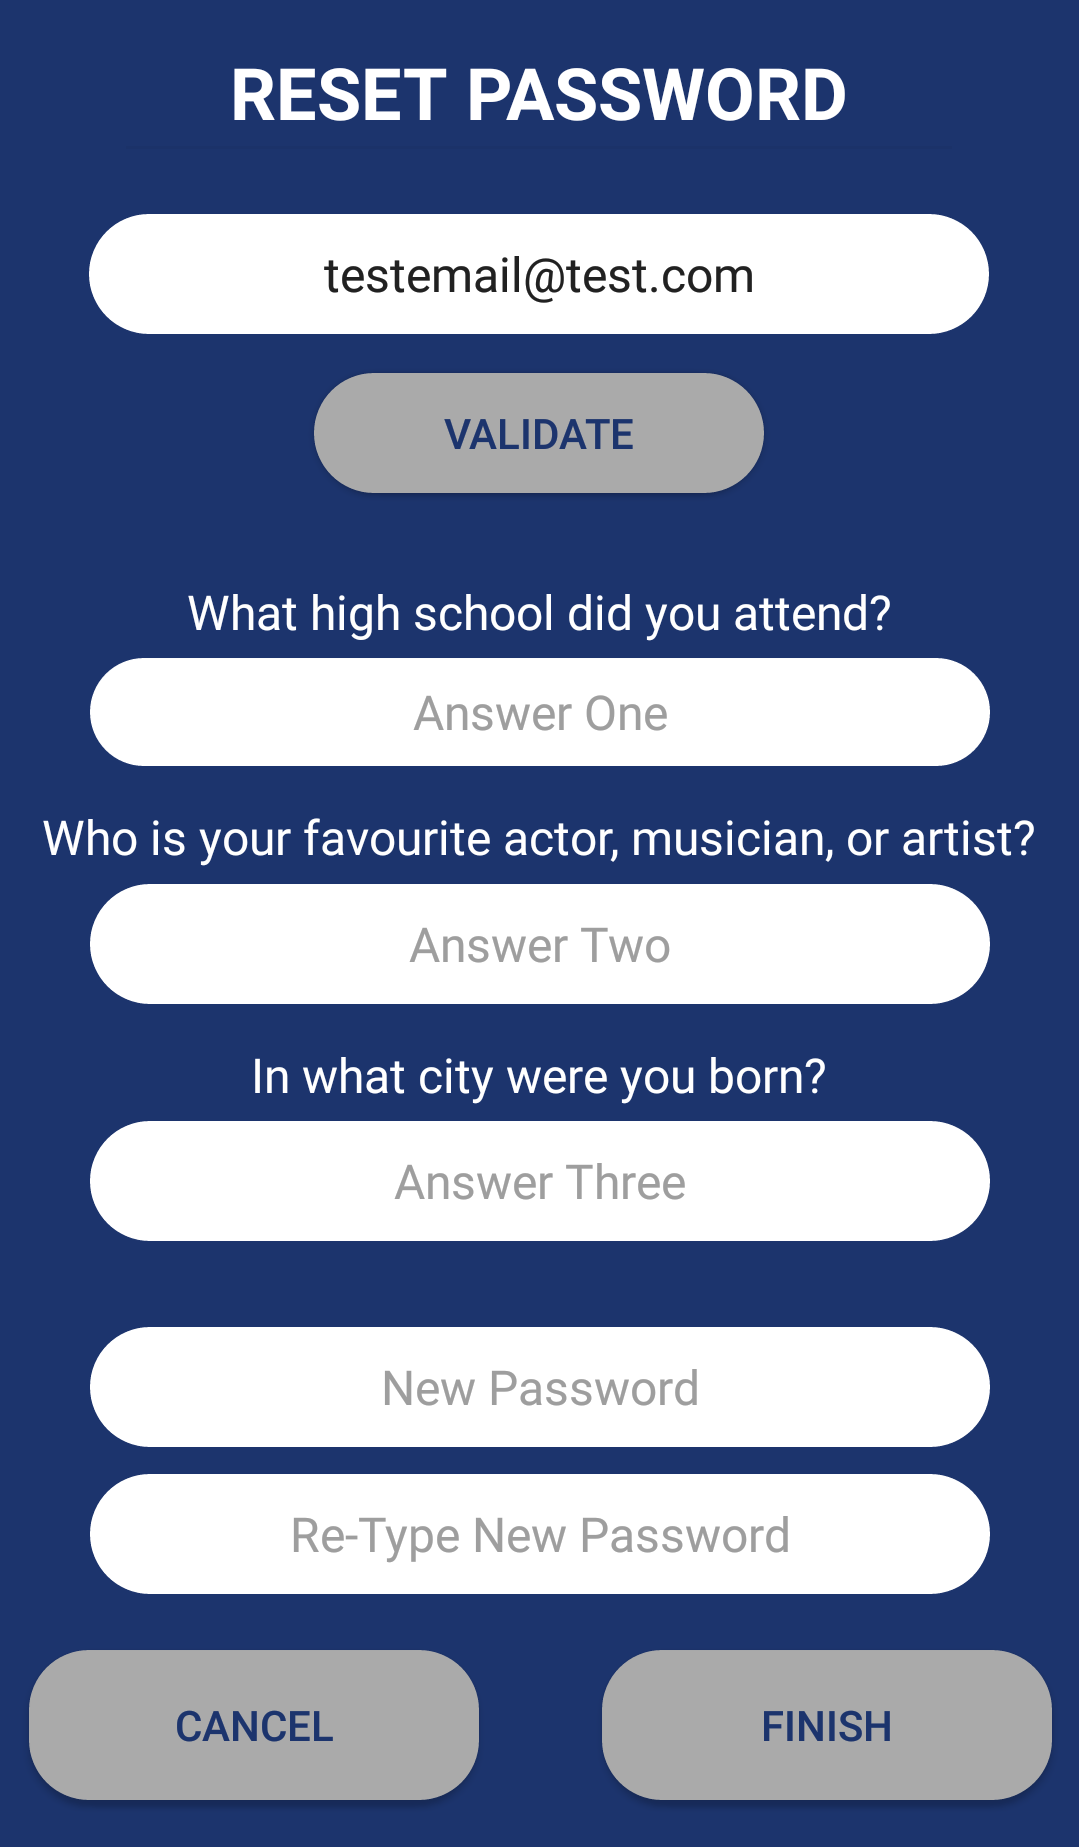 RESET PASSWORD
testemail@test.com
VALIDATE
What high school did you attend?
Answer One
Who is your favourite actor, musician, or artist?
Answer Two
In what city were you born?
Answer Three
New Password
Re-Type New Password
CANCEL
FINISH